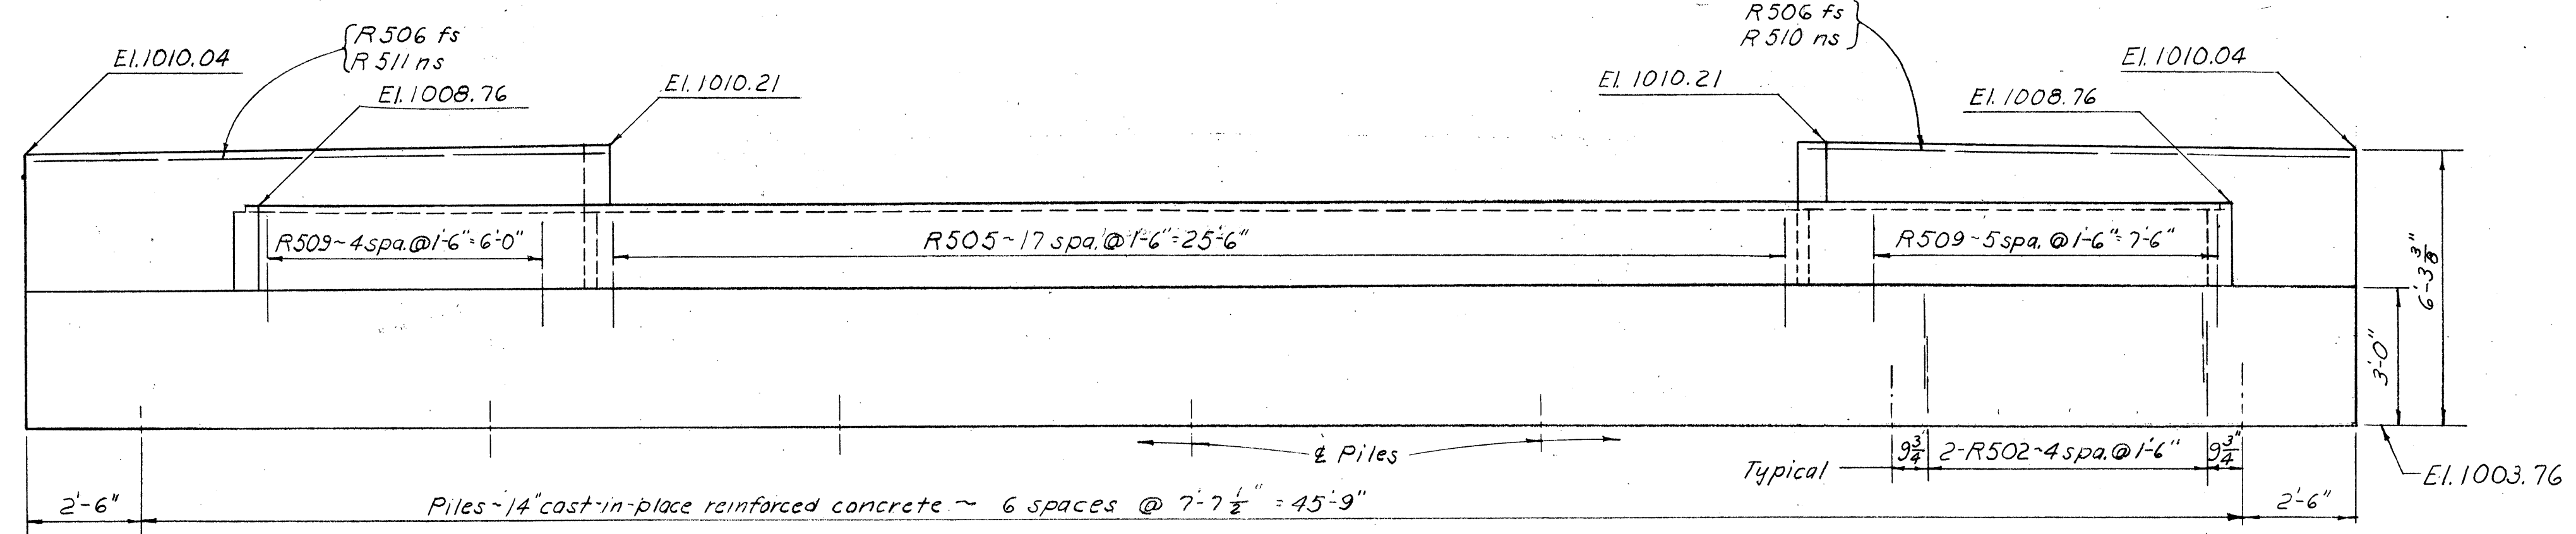 R506 fs
R511 ns
El. 1010.04
El. 1008.76
El. 1010.21
R506 fs
R510 ns
El. 1010.21
El. 1008.76
El. 1010.04
R509~4 spa. @ 1'-6" = 6'-0"
R505~17 spa. @ 1'-6" = 25'-6"
R509~5 spa. @ 1'-6" = 7'-6"
6'-3 3/8"
3'-0"
℄ Piles
Typical
9 3/4"
2-R502~4 spa. @ 1'-6"
9 3/4"
El. 1003.76
2'-6"
Piles~14" cast-in-place reinforced concrete ~ 6 spaces @ 7'-7 1/2" = 45'-9"
2'-6"